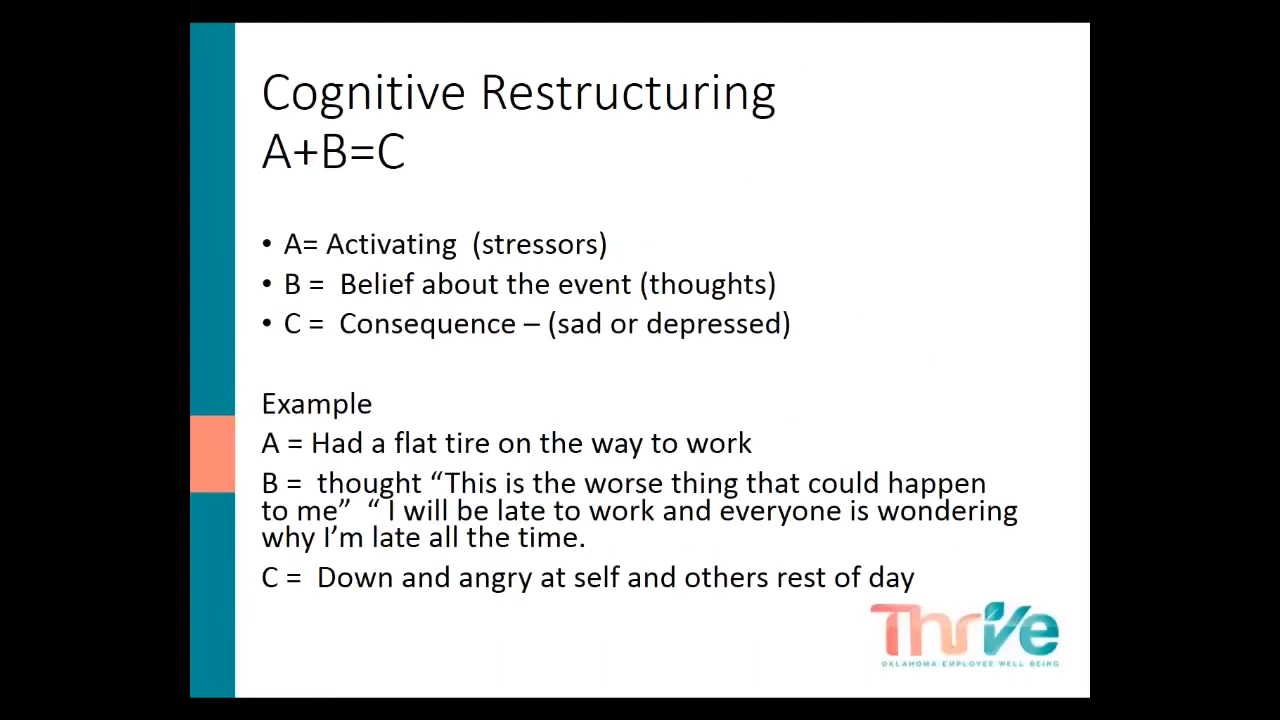 Cognitive Restructuring
A+B=C
• A= Activating  (stressors)
• B =  Belief about the event (thoughts)
• C =  Consequence – (sad or depressed)
Example
A = Had a flat tire on the way to work
B =  thought “This is the worse thing that could happen
to me”  “ I will be late to work and everyone is wondering
why I’m late all the time.
C =  Down and angry at self and others rest of day
Thrive
OKLAHOMA EMPLOYEE WELL BEING